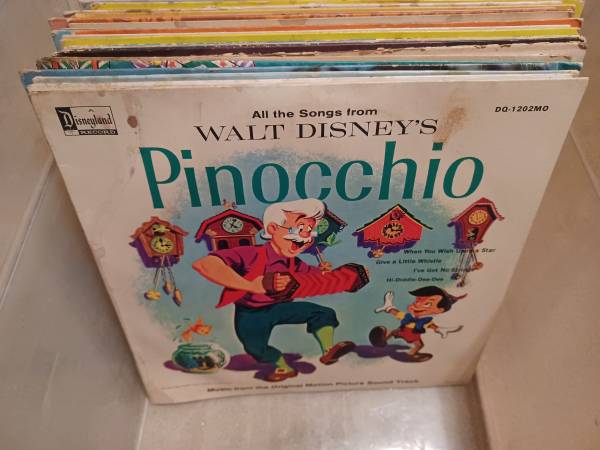 Disneyland
RECORDS
All the Songs from
DQ-1202MO
WALT DISNEY'S
Pinocchio
When You Wish Upon a Star
Give a Little Whistle
I've Got No Strings
Hi-Diddle-Dee-Dee
Music from the Original Motion Picture Sound Track